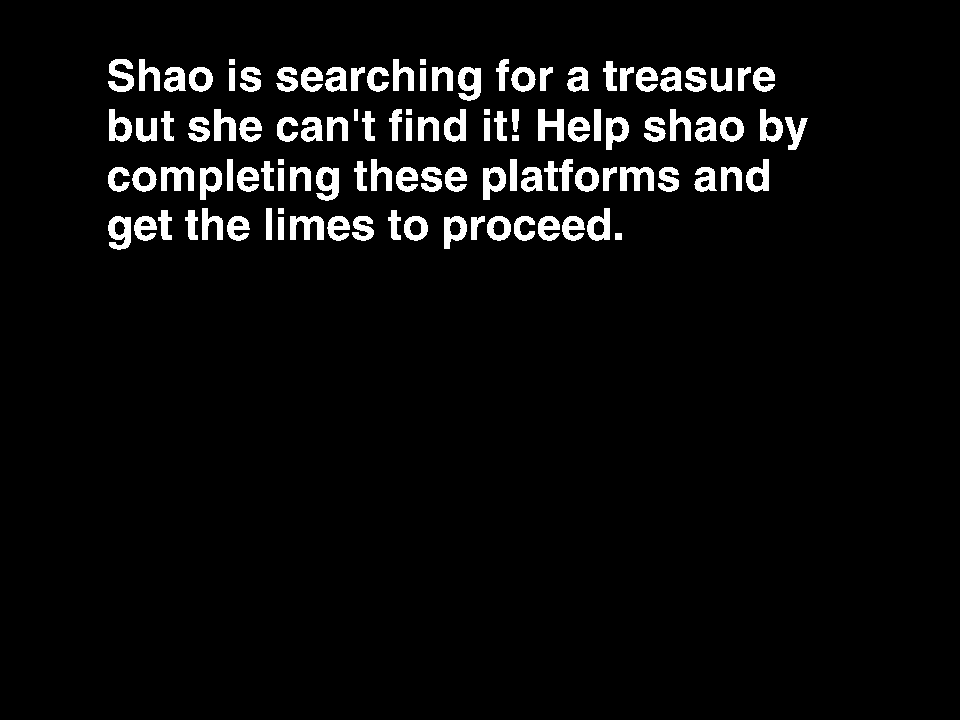 Shao is searching for a treasure
but she can't find it! Help shao by
completing these platforms and
get the limes to proceed.